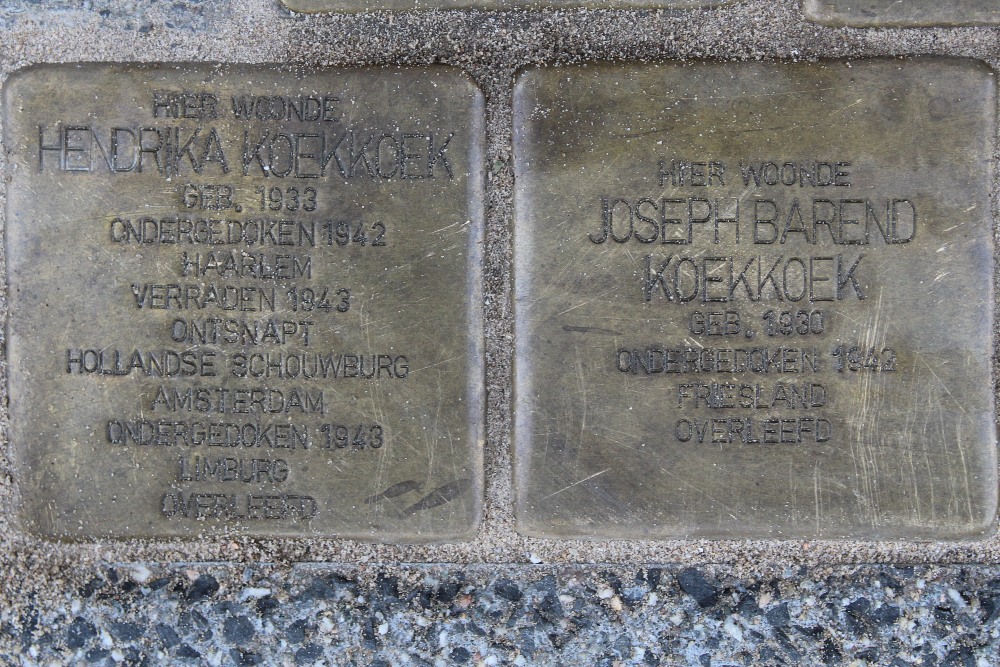 HIER WOONDE
HENDRIKA KOEKKOEK
GEB. 1933
ONDERGEDOKEN 1942
HAARLEM
VERRADEN 1943
ONTSNAPT
HOLLANDSE SCHOUWBURG
AMSTERDAM
ONDERGEDOKEN 1943
LIMBURG
OVERLEEFD
HIER WOONDE
JOSEPH BAREND
KOEKKOEK
GEB. 1930
ONDERGEDOKEN 1942
FRIESLAND
OVERLEEFD